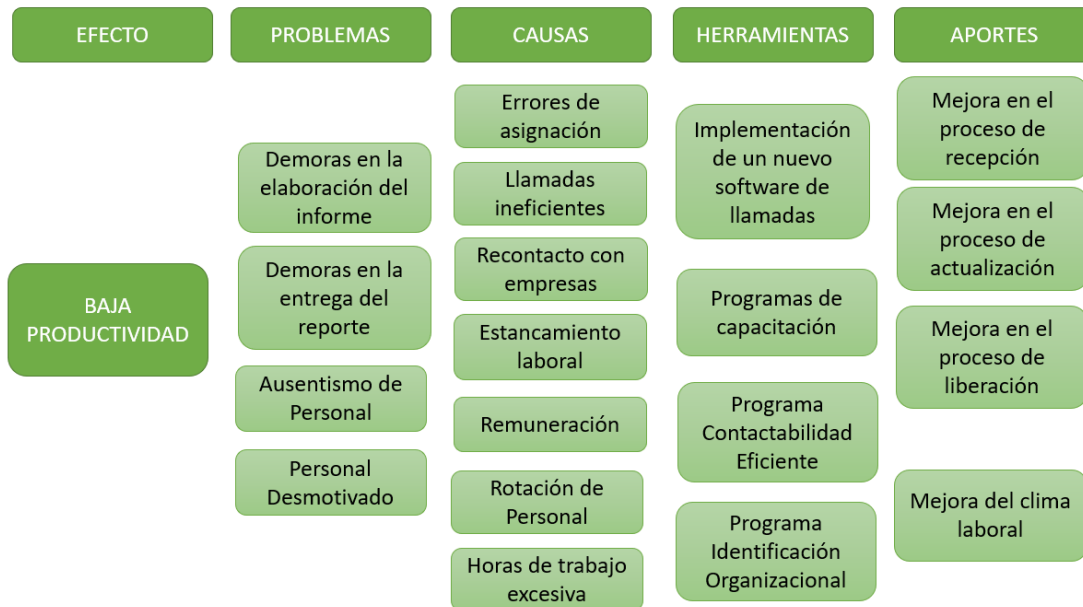 EFECTO
PROBLEMAS
CAUSAS
HERRAMIENTAS
APORTES
BAJA
PRODUCTIVIDAD
Demoras en la
elaboración del
informe
Demoras en la
entrega del
reporte
Ausentismo de
Personal
Personal
Desmotivado
Errores de
asignación
Llamadas
ineficientes
Recontacto con
empresas
Estancamiento
laboral
Remuneración
Rotación de
Personal
Horas de trabajo
excesiva
Implementación
de un nuevo
software de
llamadas
Programas de
capacitación
Programa
Contactabilidad
Eficiente
Programa
Identificación
Organizacional
Mejora en el
proceso de
recepción
Mejora en el
proceso de
actualización
Mejora en el
proceso de
liberación
Mejora del clima
laboral